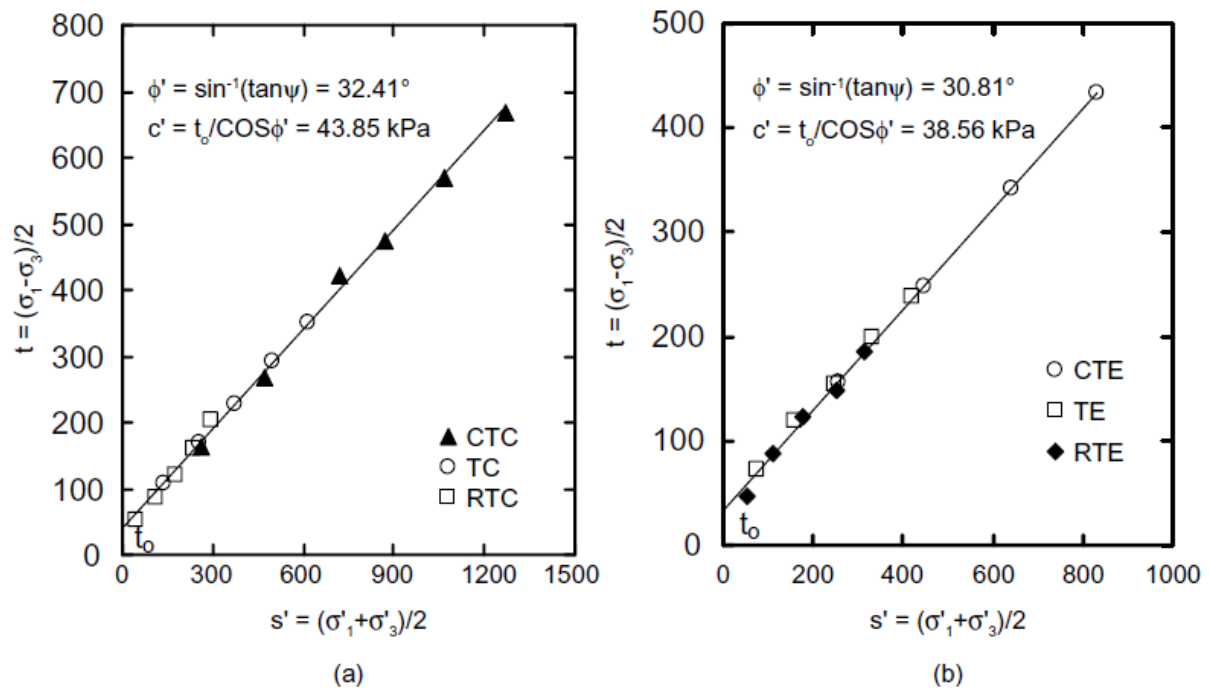 800
700
600
500
400
300
200
100
0
t = (σ₁-σ₃)/2
ϕ' = sin⁻¹(tanψ) = 32.41°
c' = tₒ/COSϕ' = 43.85 kPa
CTC
TC
RTC
tₒ
0 300 600 900 1200 1500
s' = (σ'₁+σ'₃)/2
(a)
500
400
300
200
100
0
t = (σ₁-σ₃)/2
ϕ' = sin⁻¹(tanψ) = 30.81°
c' = tₒ/COSϕ' = 38.56 kPa
CTE
TE
RTE
tₒ
0 200 400 600 800 1000
s' = (σ'₁+σ'₃)/2
(b)